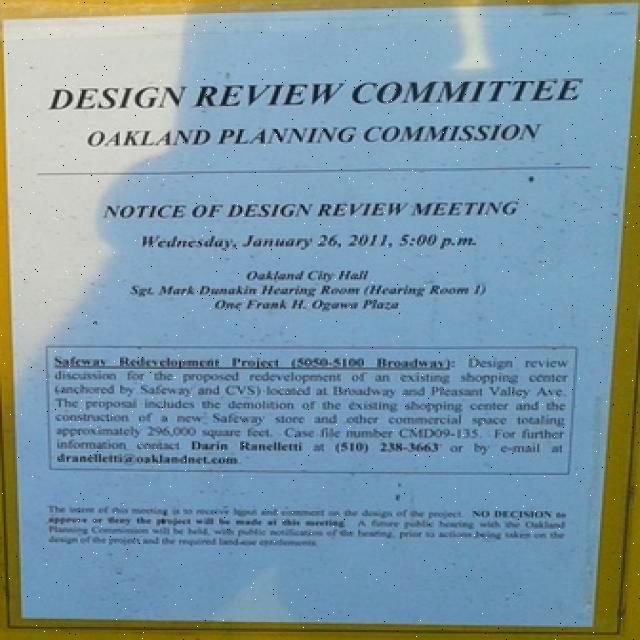 DESIGN REVIEW COMMITTEE
OAKLAND PLANNING COMMISSION
NOTICE OF DESIGN REVIEW MEETING
Wednesday, January 26, 2011, 5:00 p.m.
Oakland City Hall
Sgt. Mark Dunakin Hearing Room (Hearing Room 1)
One Frank H. Ogawa Plaza
Safeway Redevelopment Project (5050-5100 Broadway): Design review
discussion for the proposed redevelopment of an existing shopping center
(anchored by Safeway and CVS) located at Broadway and Pleasant Valley Ave.
The proposal includes the demolition of the existing shopping center and the
construction of a new Safeway store and other commercial space totaling
approximately 296,000 square feet. Case file number CMD09-135. For further
information contact Darin Ranelletti at (510) 238-3663 or by e-mail at
dranelletti@oaklandnet.com.
The intent of this meeting is to receive input and comment on the design of the project. NO DECISION to
approve or deny the project will be made at this meeting. A future public hearing with the Oakland
Planning Commission will be held, with public notification of the hearing, prior to actions being taken on the
design of the project and the required land-use entitlements.